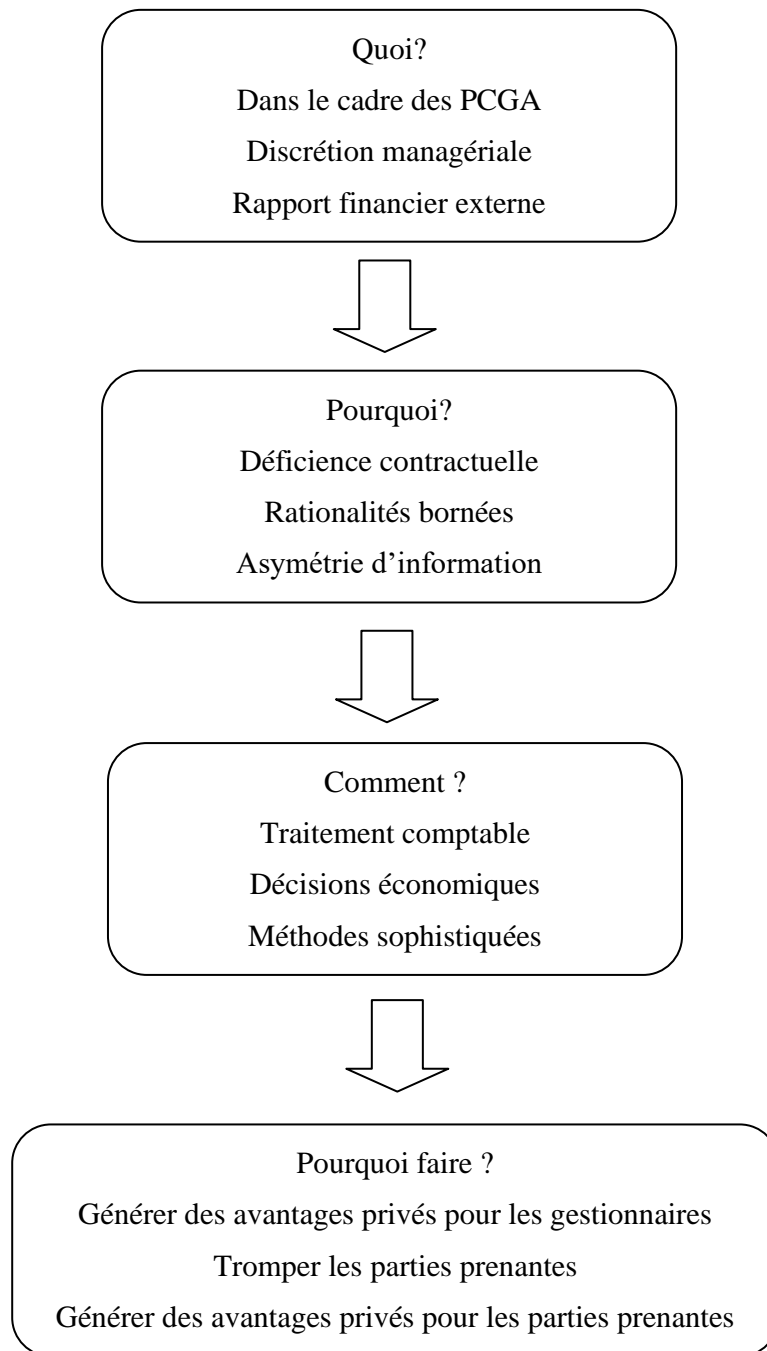 Quoi?
Dans le cadre des PCGA
Discrétion managériale
Rapport financier externe
Pourquoi?
Déficience contractuelle
Rationalités bornées
Asymétrie d’information
Comment ?
Traitement comptable
Décisions économiques
Méthodes sophistiquées
Pourquoi faire ?
Générer des avantages privés pour les gestionnaires
Tromper les parties prenantes
Générer des avantages privés pour les parties prenantes